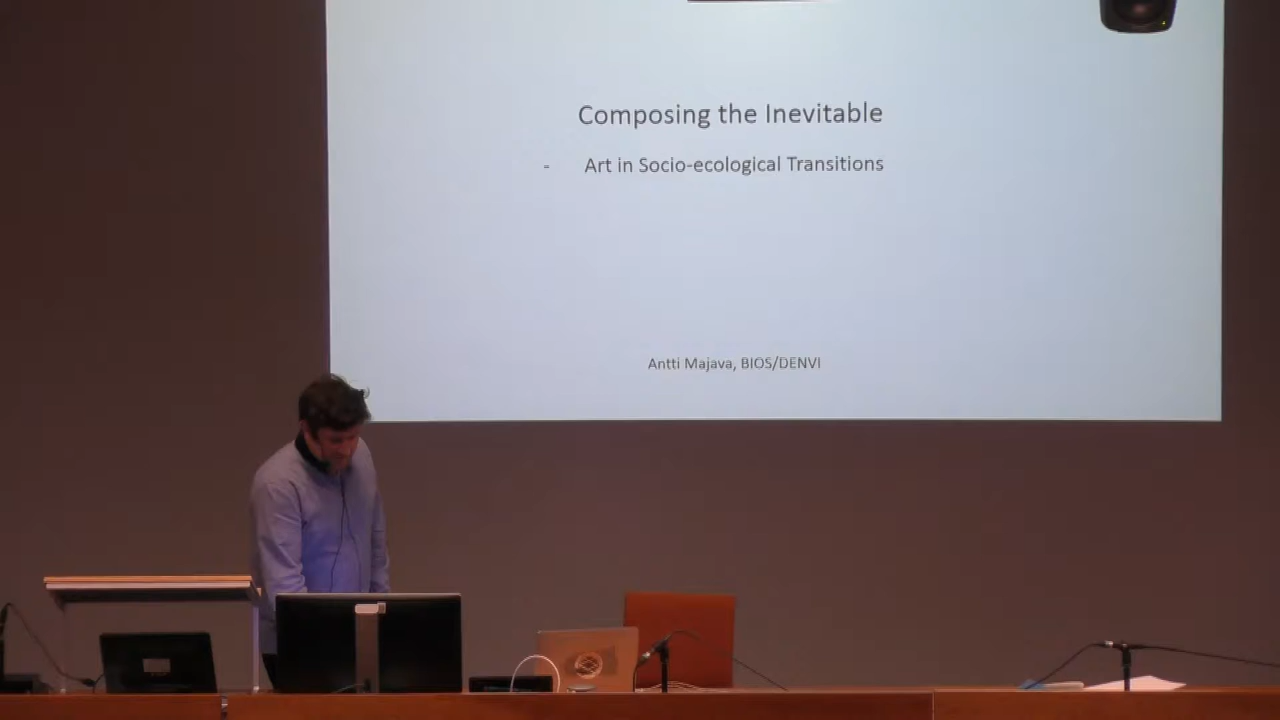 Composing the Inevitable
- Art in Socio-ecological Transitions
Antti Majava, BIOS/DENVI